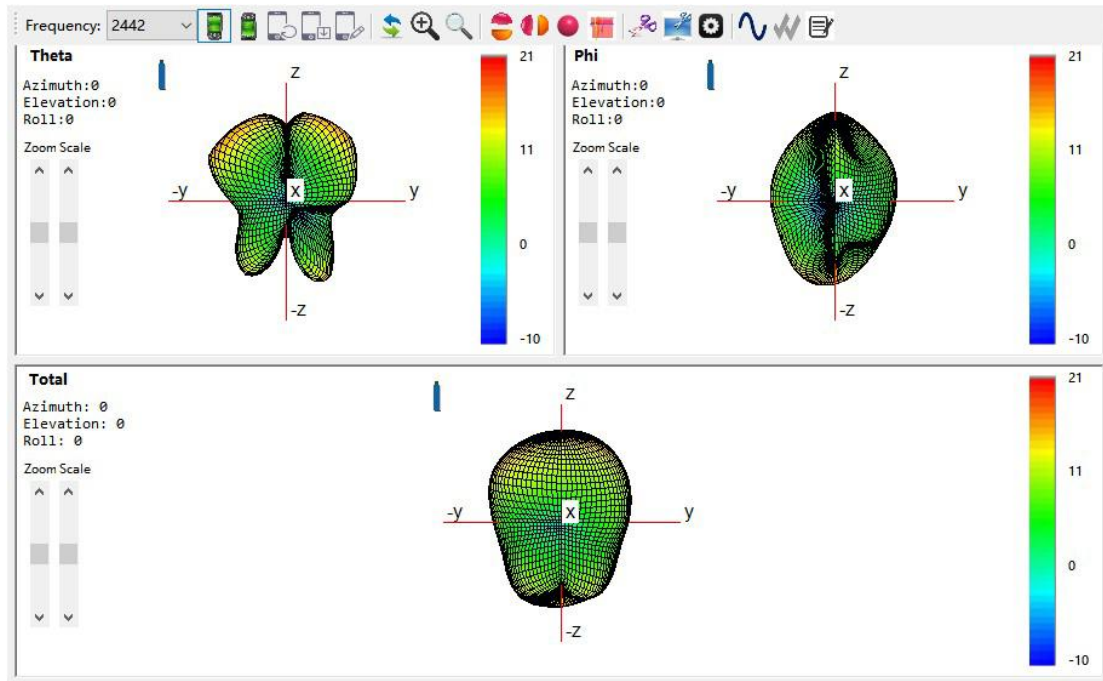 Frequency: 2442
Theta
Azimuth:0
Elevation:0
Roll:0
Zoom Scale
z
-y
x
y
-z
21
11
0
-10
Phi
Azimuth:0
Elevation:0
Roll:0
Zoom Scale
z
-y
x
y
-z
21
11
0
-10
Total
Azimuth: 0
Elevation: 0
Roll: 0
Zoom Scale
z
-y
x
y
-z
21
11
0
-10